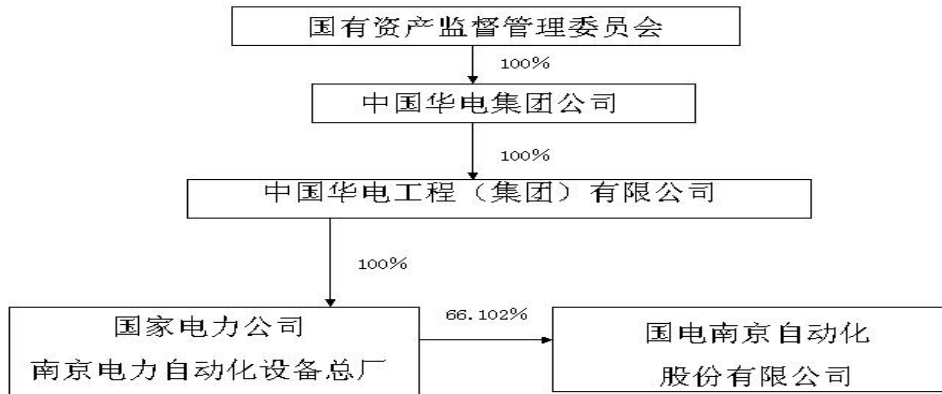 国有资产监督管理委员会
100%
中国华电集团公司
100%
中国华电工程（集团）有限公司
100%
国家电力公司
南京电力自动化设备总厂
66.102%
国电南京自动化
股份有限公司